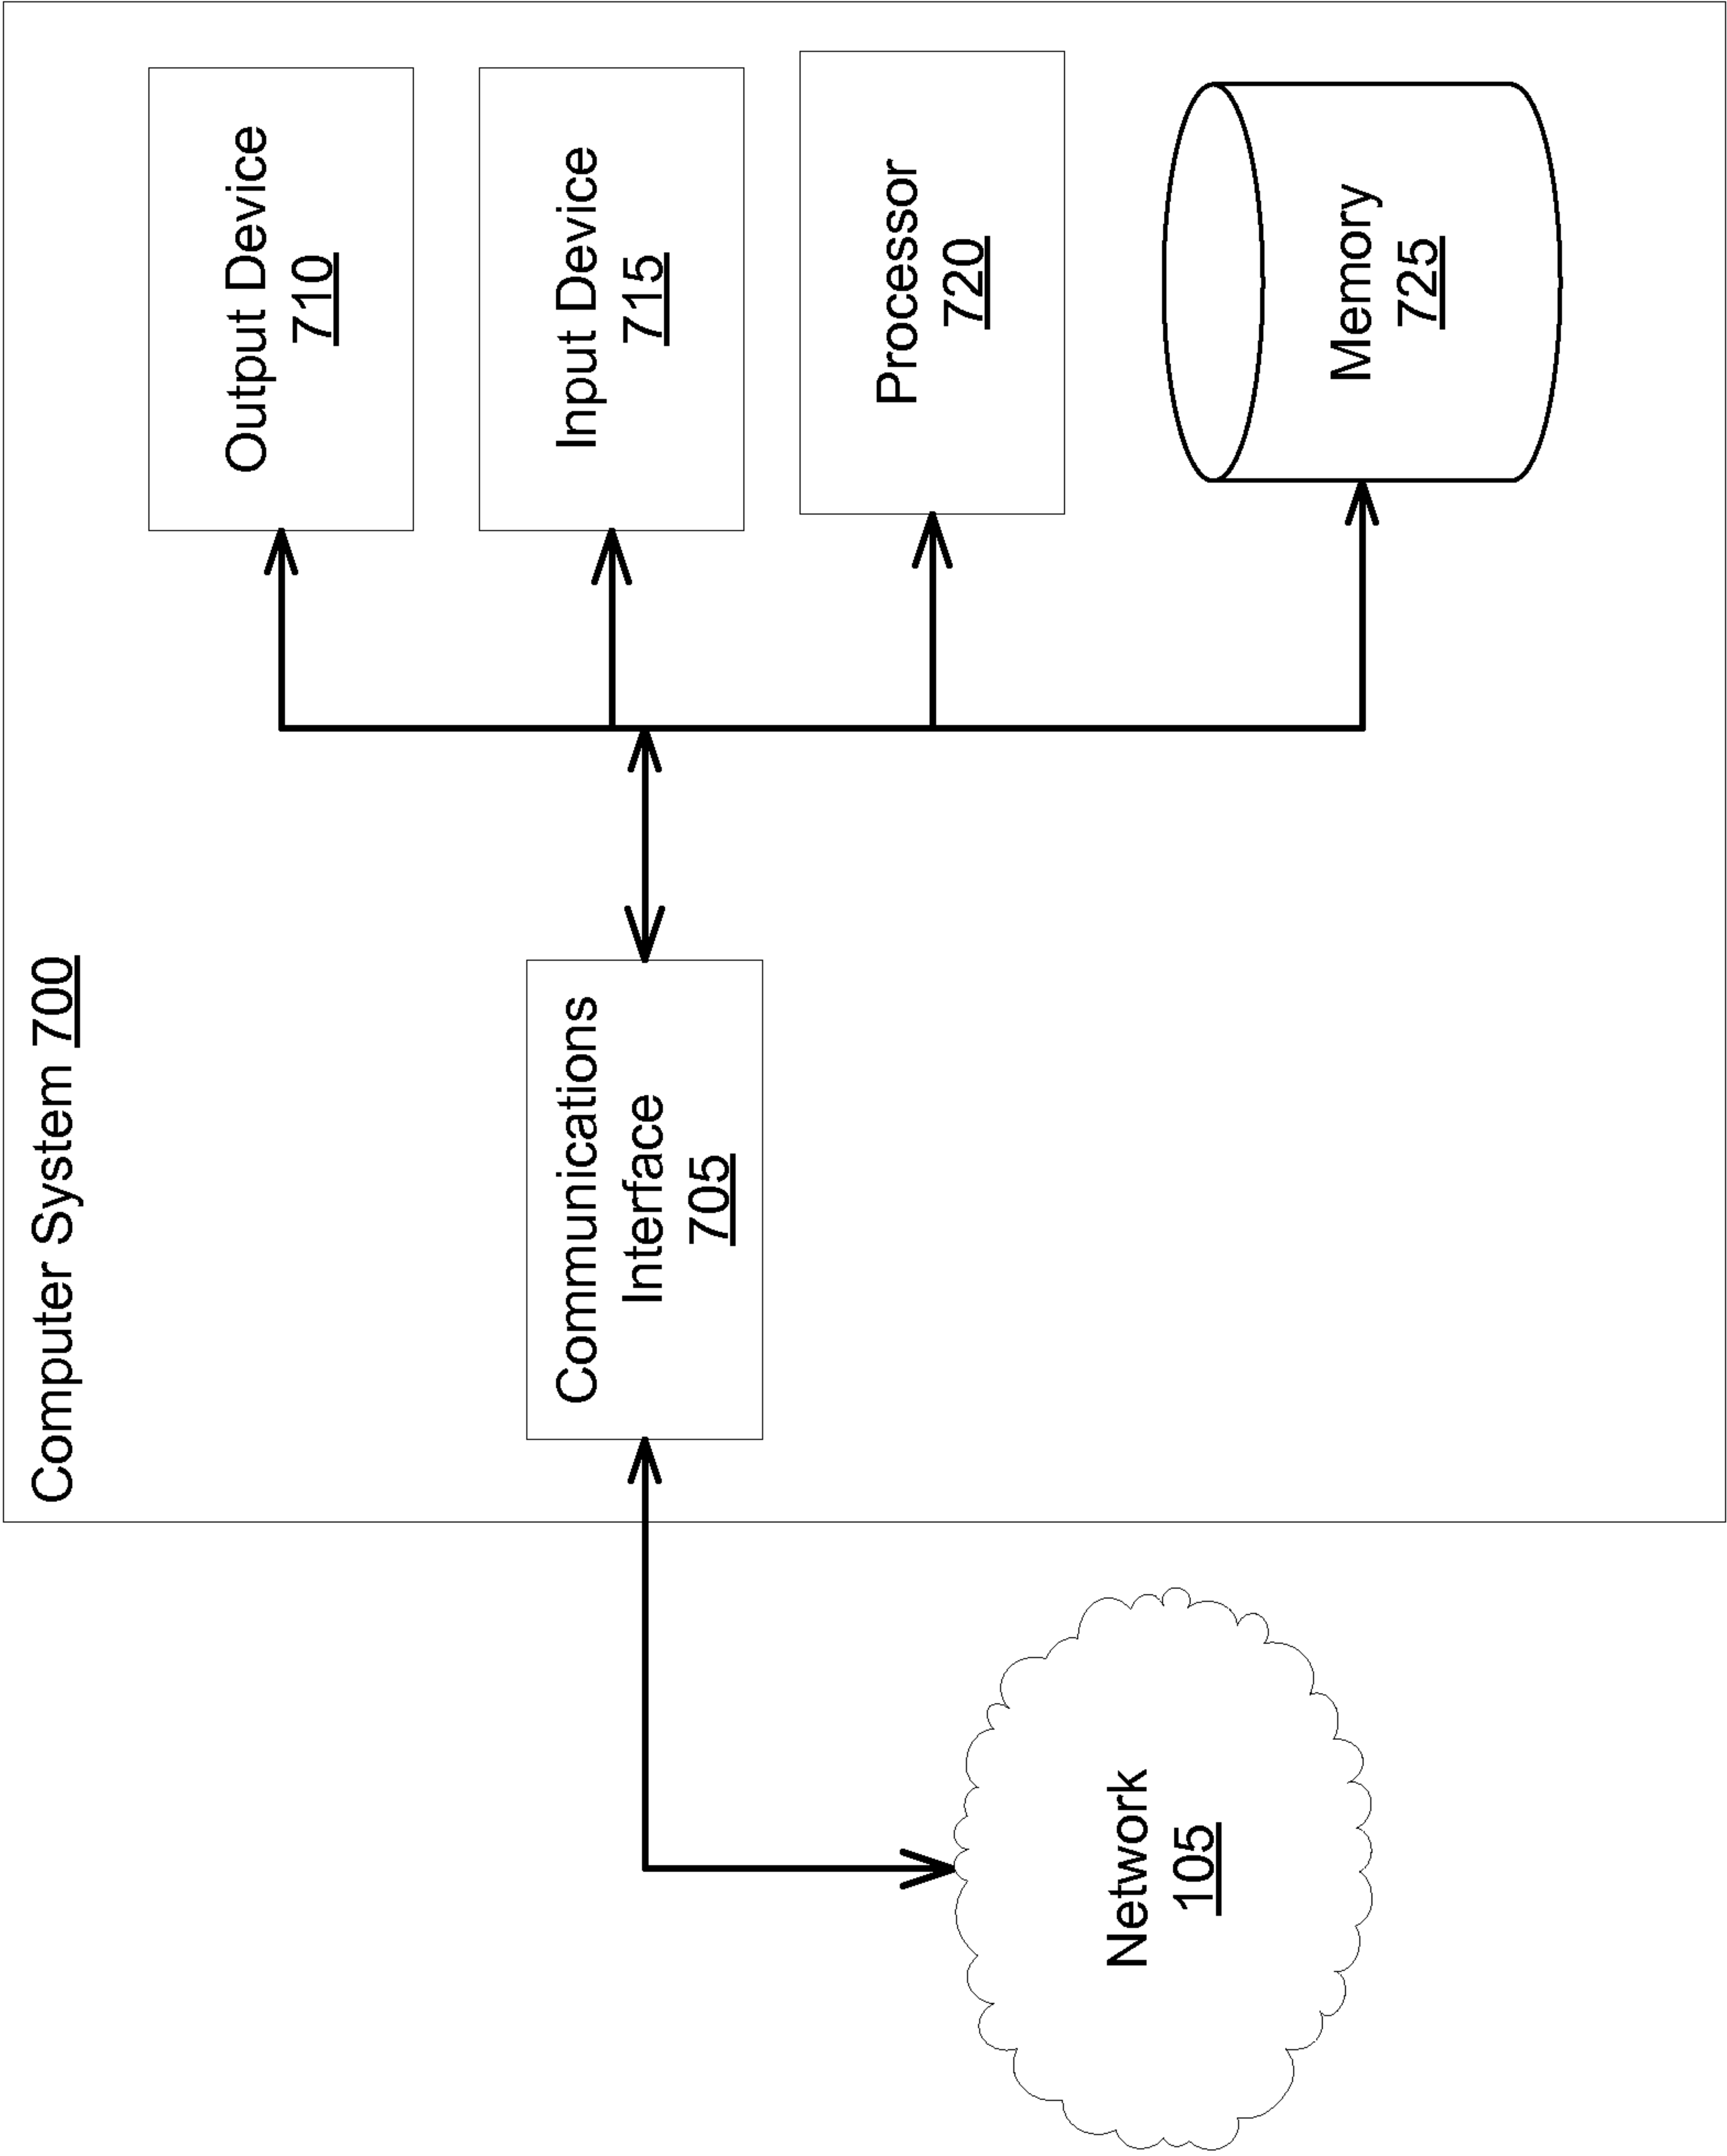 Computer System 700
Output Device
710
Input Device
715
Communications
Interface
705
Processor
720
Network
105
Memory
725